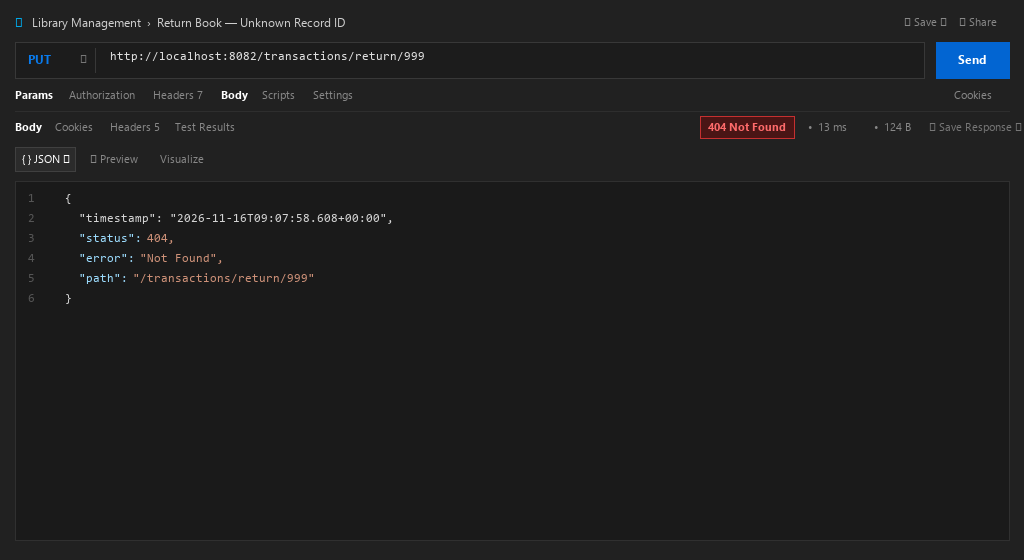 Library Management › Return Book — Unknown Record ID Save Share
PUT http://localhost:8082/transactions/return/999 Send
Params Authorization Headers 7 Body Scripts Settings Cookies
Body Cookies Headers 5 Test Results 404 Not Found • 13 ms • 124 B Save Response
{ } JSON Preview Visualize
1 {
2 "timestamp": "2026-11-16T09:07:58.608+00:00",
3 "status": 404,
4 "error": "Not Found",
5 "path": "/transactions/return/999"
6 }